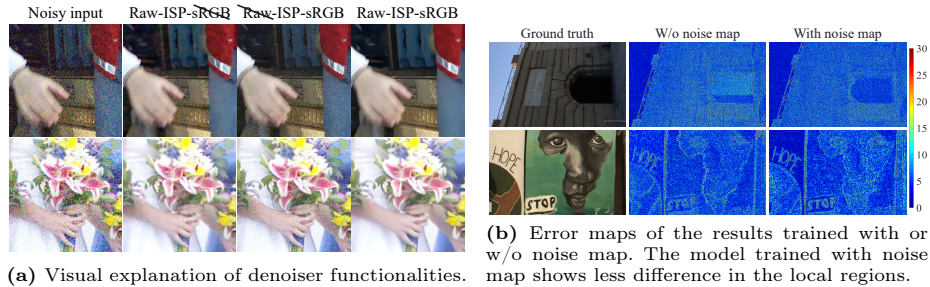 Noisy input Raw-ISP-sRGB Raw-ISP-sRGB Raw-ISP-sRGB
(a) Visual explanation of denoiser functionalities.
Ground truth W/o noise map With noise map
30
25
20
15
10
5
0
HOPE
STOP
HOPE
STOP
HOPE
STOP
(b) Error maps of the results trained with or
w/o noise map. The model trained with noise
map shows less difference in the local regions.